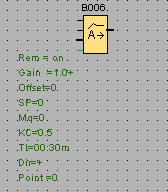 B006
A→
Rem = on
Gain =1.0+
Offset=0
SP=0
Mq=0
KC=0.5
TI=00:30m
Dir=+
Point =0